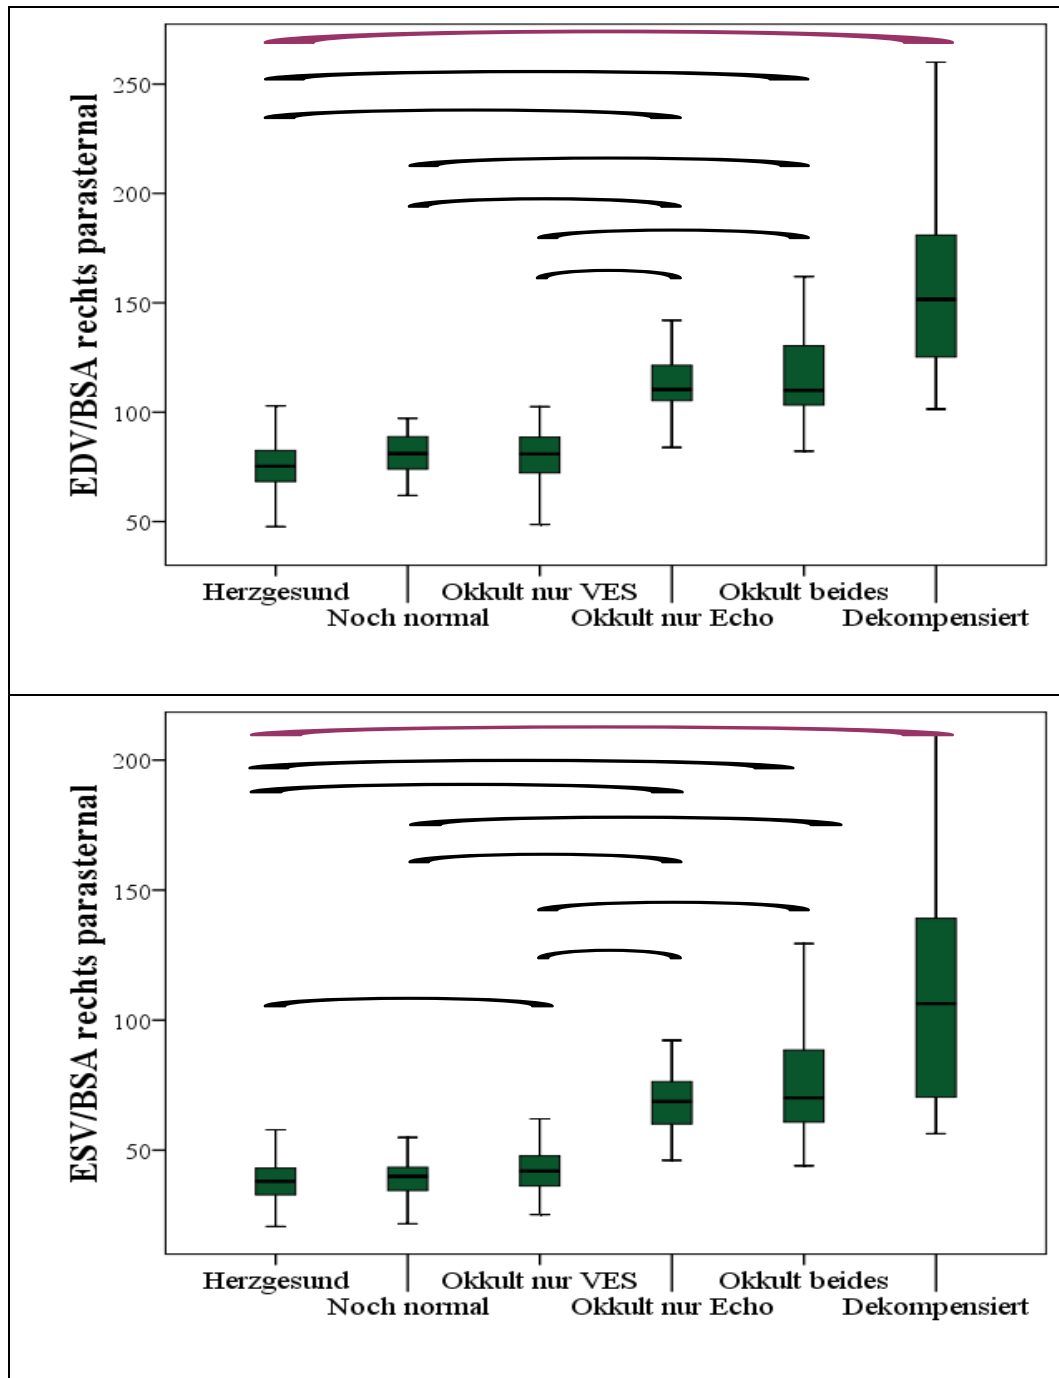 EDV/BSA rechts parasternal
250
200
150
100
50
Herzgesund
Noch normal
Okkult nur VES
Okkult nur Echo
Okkult beides
Dekompensiert
ESV/BSA rechts parasternal
200
150
100
50
Herzgesund
Noch normal
Okkult nur VES
Okkult nur Echo
Okkult beides
Dekompensiert